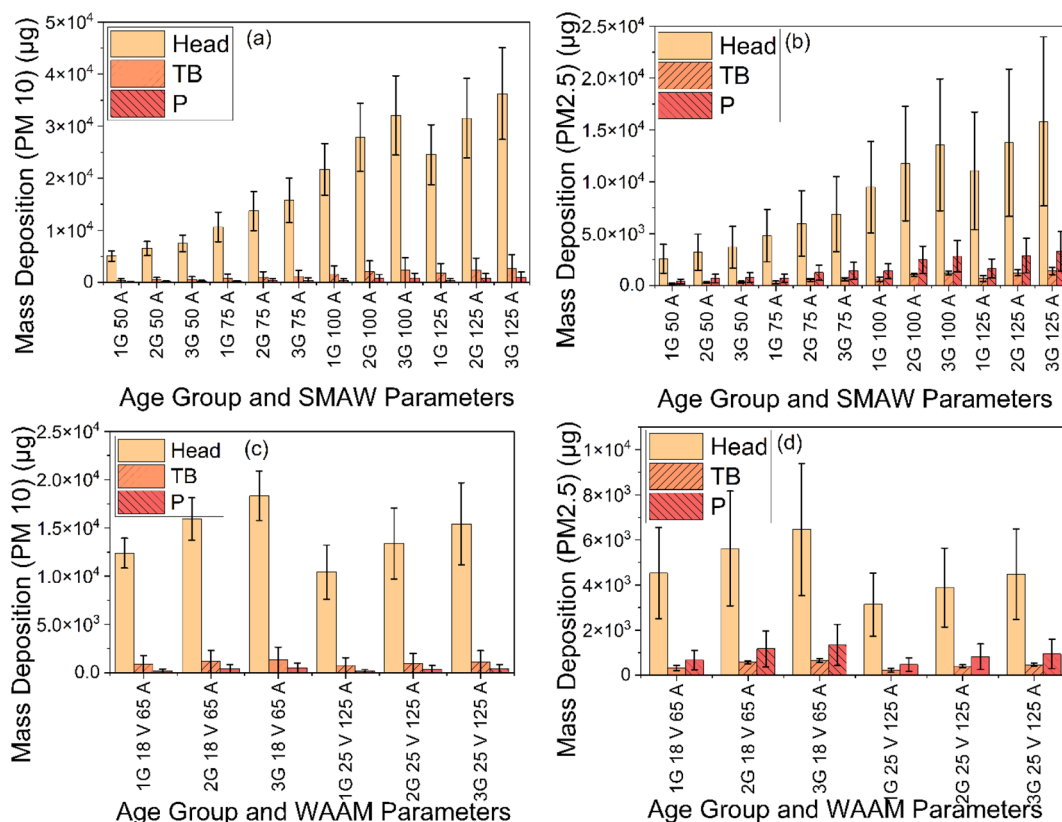 Mass Deposition (PM 10) (μg)
5×10⁴
4×10⁴
3×10⁴
2×10⁴
1×10⁴
0
Head
TB
P
(a)
1G 50 A
2G 50 A
3G 50 A
1G 75 A
2G 75 A
3G 75 A
1G 100 A
2G 100 A
3G 100 A
1G 125 A
2G 125 A
3G 125 A
Age Group and SMAW Parameters
Mass Deposition (PM2.5) (μg)
2.5×10⁴
2.0×10⁴
1.5×10⁴
1.0×10⁴
5.0×10³
0.0
Head
TB
P
(b)
1G 50 A
2G 50 A
3G 50 A
1G 75 A
2G 75 A
3G 75 A
1G 100 A
2G 100 A
3G 100 A
1G 125 A
2G 125 A
3G 125 A
Age Group and SMAW Parameters
Mass Deposition (PM 10) (μg)
2.5×10⁴
2.0×10⁴
1.5×10⁴
1.0×10⁴
5.0×10³
0.0
Head
TB
P
(c)
1G 18 V 65 A
2G 18 V 65 A
3G 18 V 65 A
1G 25 V 125 A
2G 25 V 125 A
3G 25 V 125 A
Age Group and WAAM Parameters
Mass Deposition (PM2.5) (μg)
1×10⁴
8×10³
6×10³
4×10³
2×10³
0
Head
TB
P
(d)
1G 18 V 65 A
2G 18 V 65 A
3G 18 V 65 A
1G 25 V 125 A
2G 25 V 125 A
3G 25 V 125 A
Age Group and WAAM Parameters